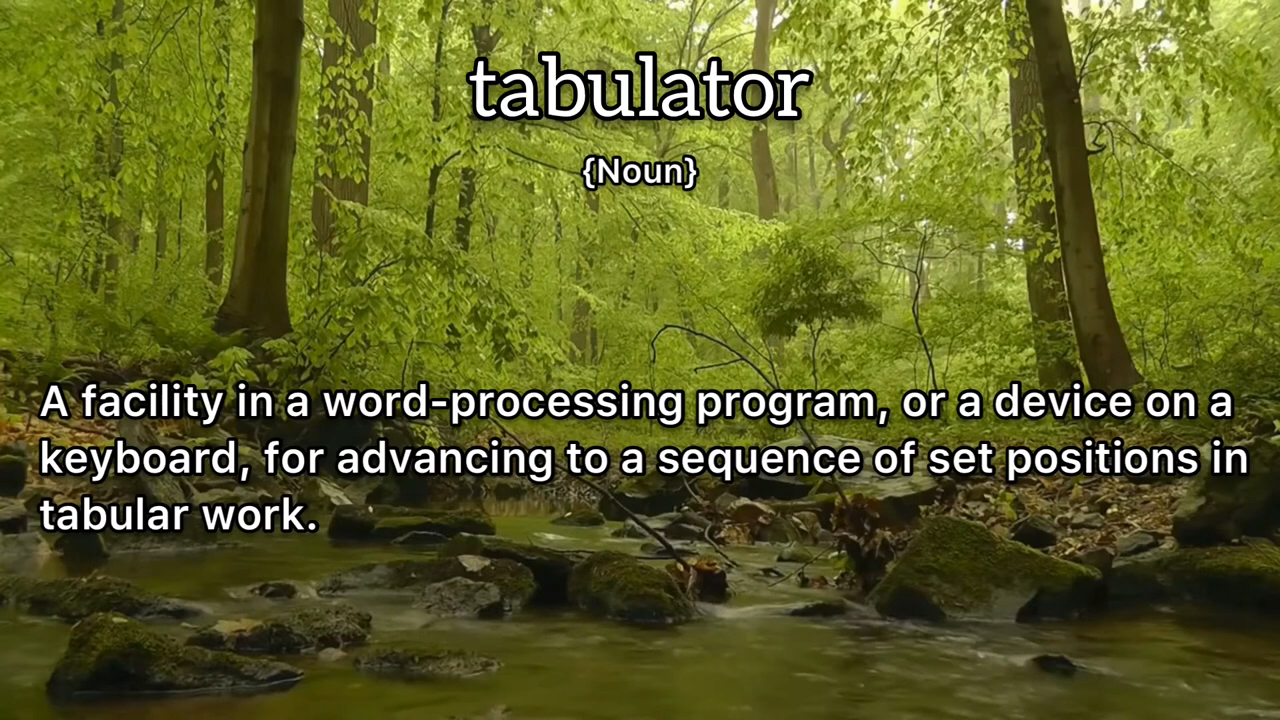 tabulator
{Noun}
A facility in a word-processing program, or a device on a
keyboard, for advancing to a sequence of set positions in
tabular work.